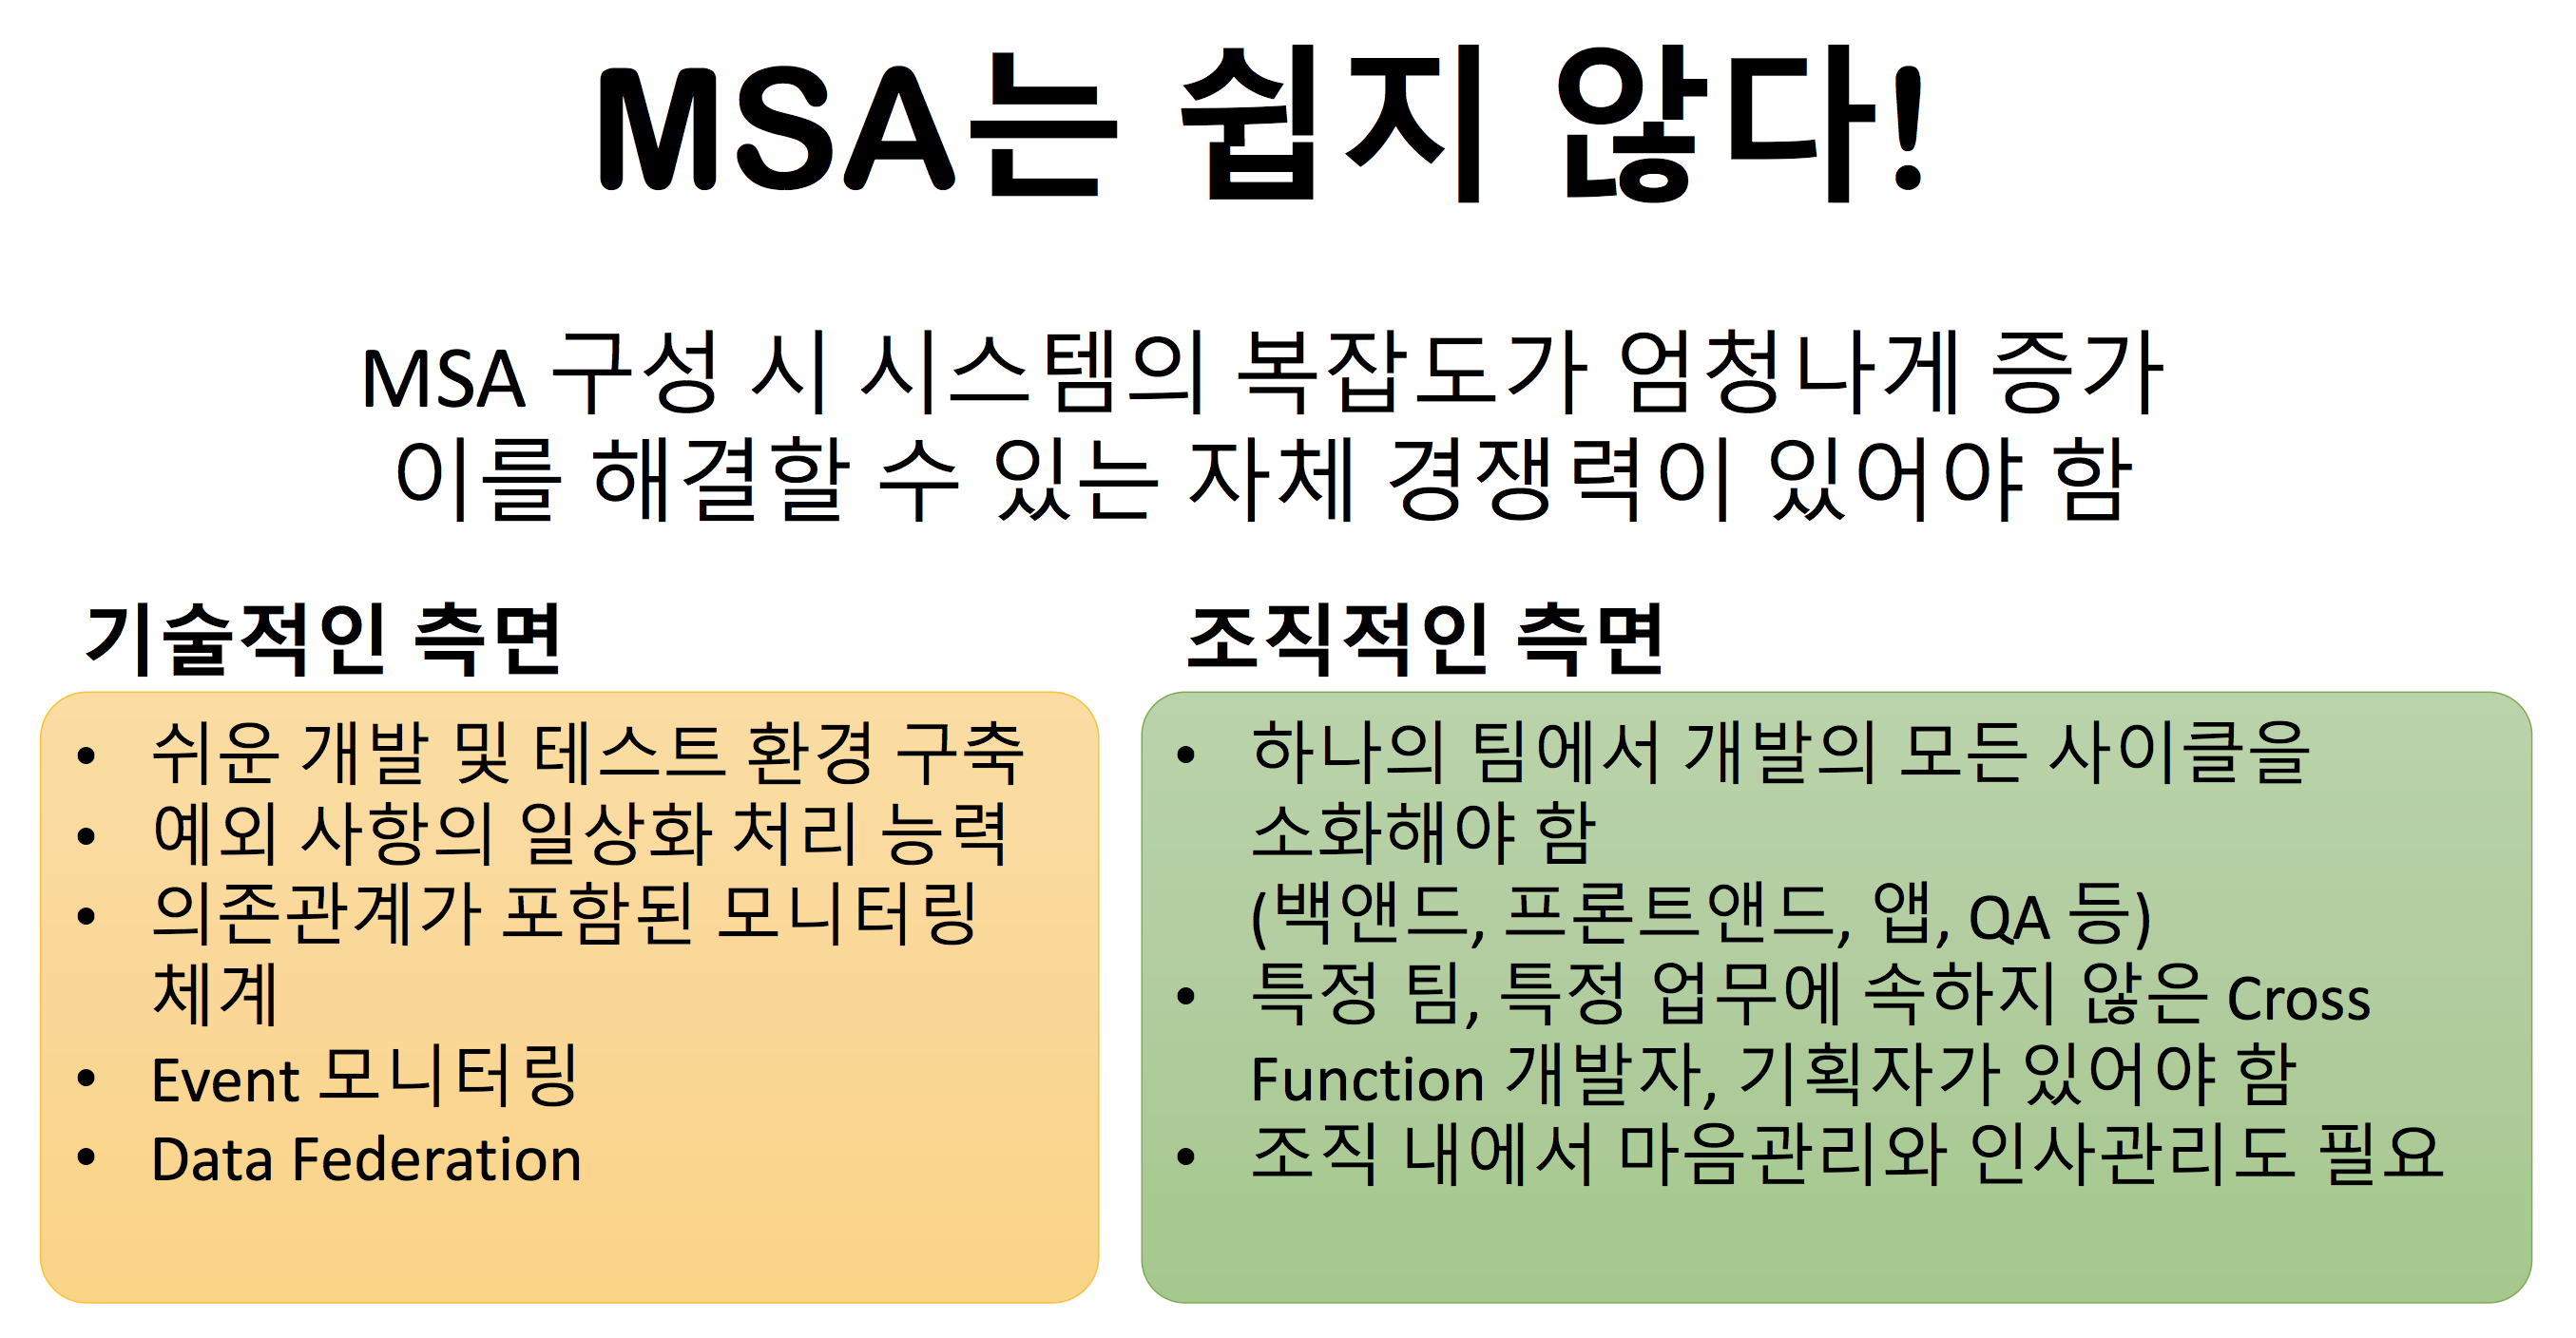 MSA는 쉽지 않다!
MSA 구성 시 시스템의 복잡도가 엄청나게 증가
이를 해결할 수 있는 자체 경쟁력이 있어야 함
기술적인 측면
• 쉬운 개발 및 테스트 환경 구축
• 예외 사항의 일상화 처리 능력
• 의존관계가 포함된 모니터링
체계
• Event 모니터링
• Data Federation
조직적인 측면
• 하나의 팀에서 개발의 모든 사이클을
소화해야 함
(백앤드, 프론트앤드, 앱, QA 등)
• 특정 팀, 특정 업무에 속하지 않은 Cross
Function 개발자, 기획자가 있어야 함
• 조직 내에서 마음관리와 인사관리도 필요